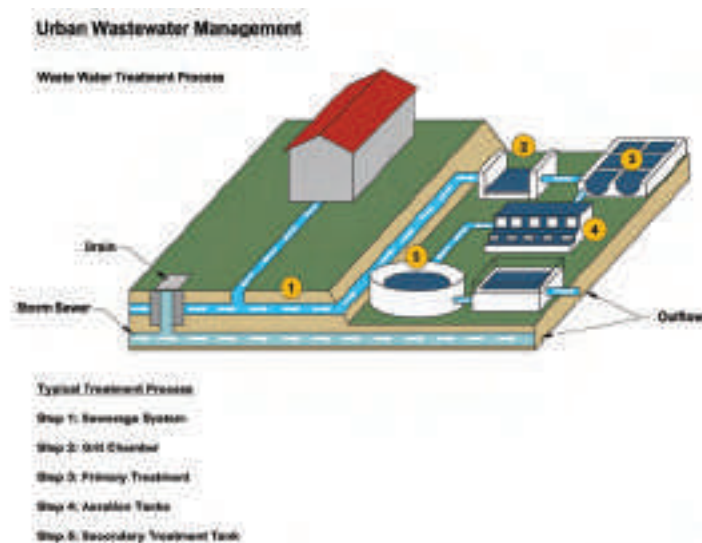 Urban Wastewater Management
Waste Water Treatment Process
2
3
4
Drain
5
1
Storm Sewer
Outflow
Typical Treatment Process
Step 1: Sewerage System
Step 2: Grit Chamber
Step 3: Primary Treatment
Step 4: Aeration Tanks
Step 5: Secondary Treatment Tank